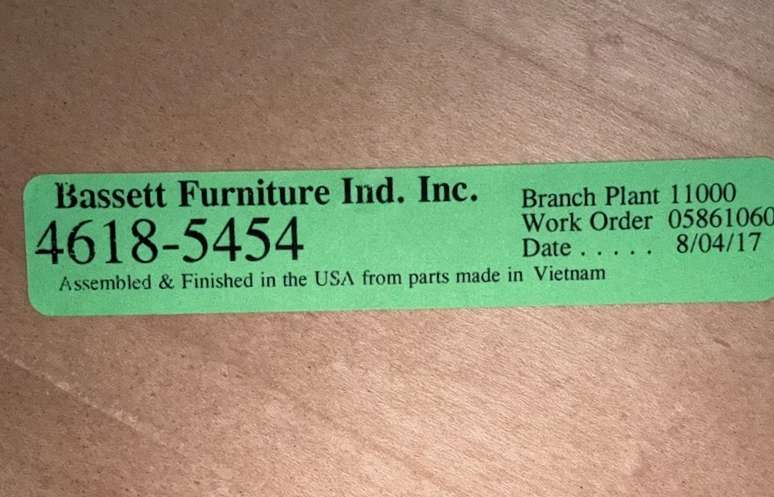 Bassett Furniture Ind. Inc.
4618-5454
Assembled & Finished in the USA from parts made in Vietnam
Branch Plant 11000
Work Order 05861060
Date . . . . . 8/04/17